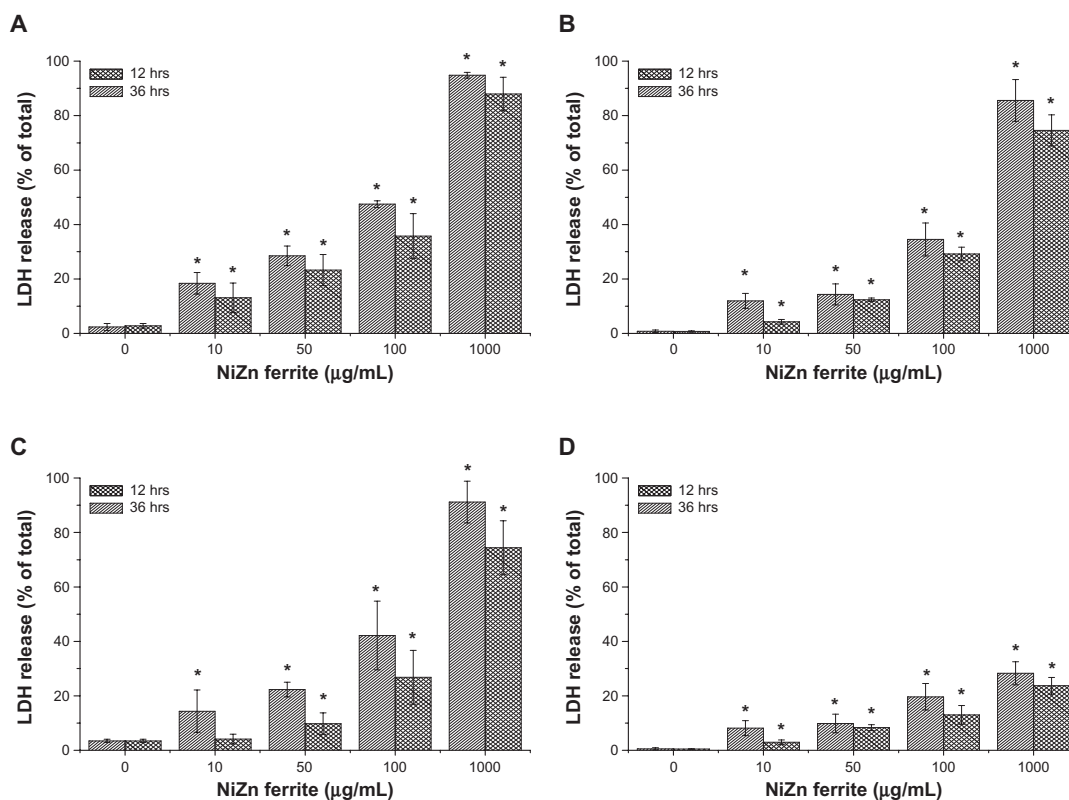 A
100
80
60
40
20
0
LDH release (% of total)
12 hrs
36 hrs
* * * * * * * *
0 10 50 100 1000
NiZn ferrite (μg/mL)
B
100
80
60
40
20
0
LDH release (% of total)
12 hrs
36 hrs
* * * * * * * *
0 10 50 100 1000
NiZn ferrite (μg/mL)
C
100
80
60
40
20
0
LDH release (% of total)
12 hrs
36 hrs
* * * * * * *
0 10 50 100 1000
NiZn ferrite (μg/mL)
D
100
80
60
40
20
0
LDH release (% of total)
12 hrs
36 hrs
* * * * * * * *
0 10 50 100 1000
NiZn ferrite (μg/mL)